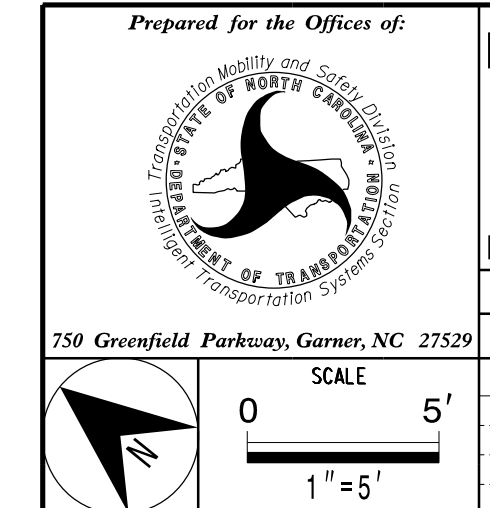 Prepared for the Offices of:
Transportation Mobility and Safety Division
STATE OF NORTH CAROLINA
DEPARTMENT OF TRANSPORTATION
Intelligent Transportation Systems Section
750 Greenfield Parkway, Garner, NC 27529
SCALE
0 5'
1"=5'
N